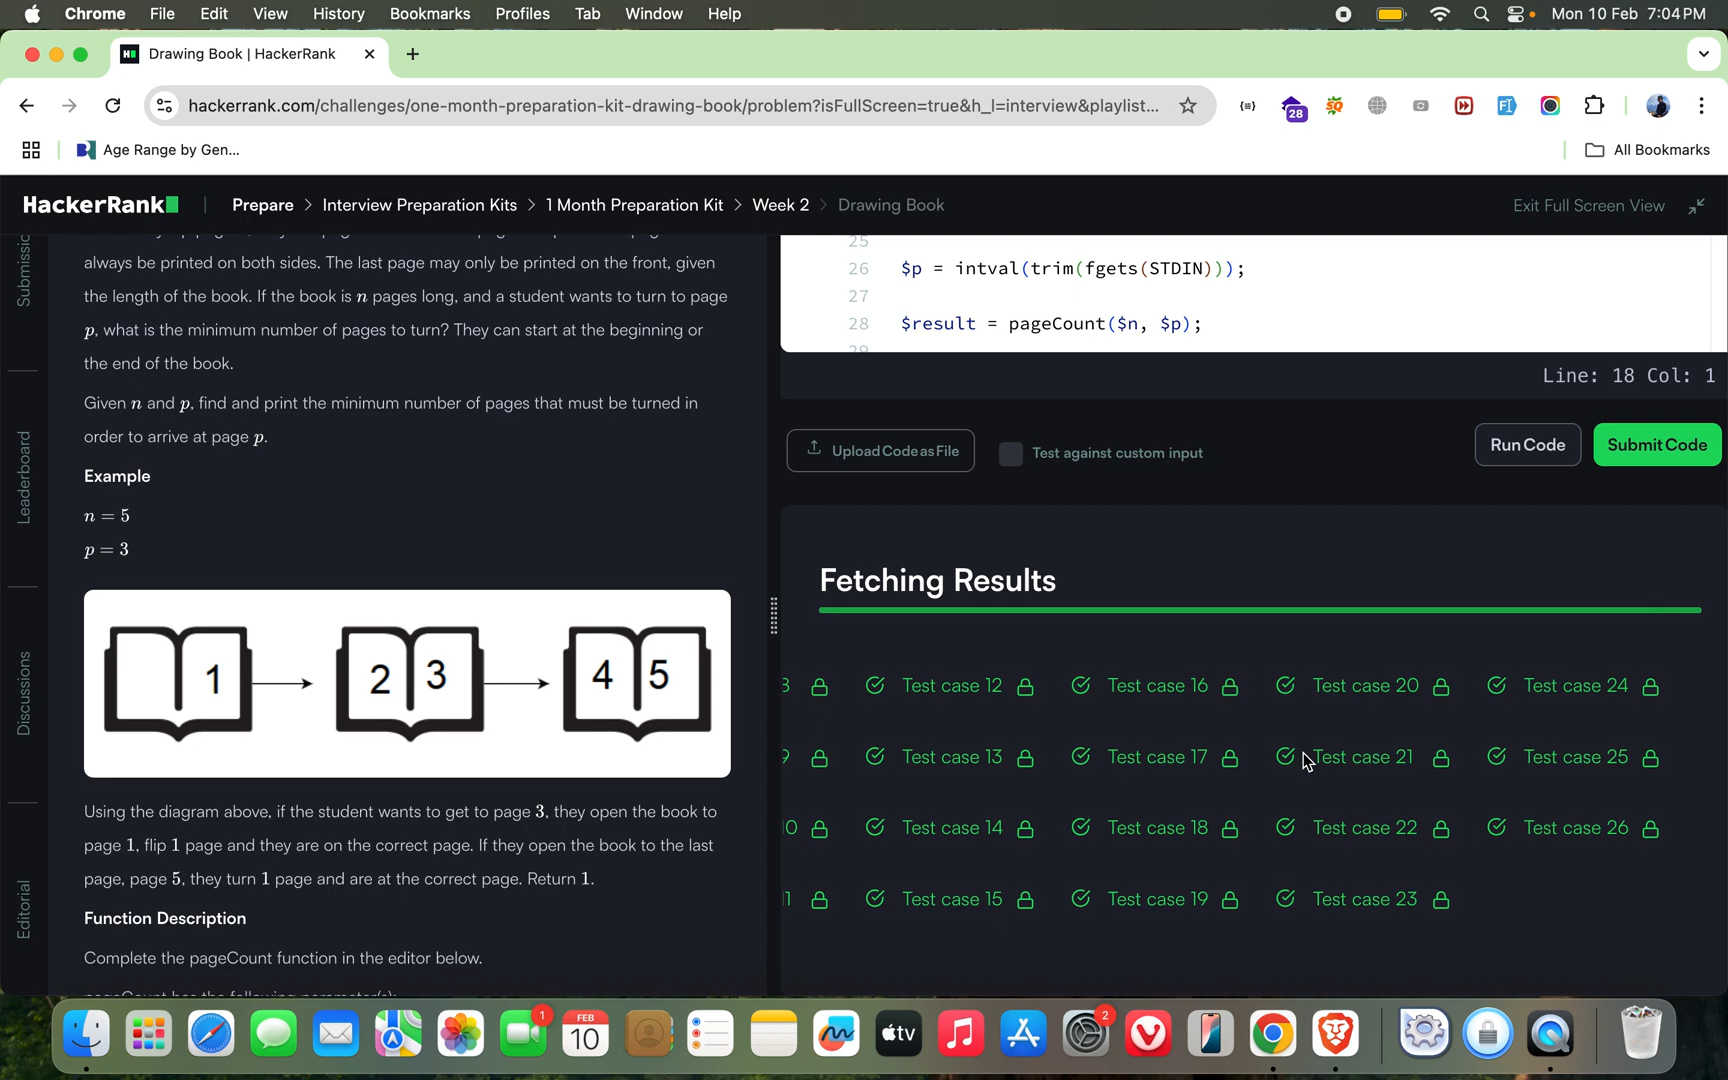 Chrome File Edit View History Bookmarks Profiles Tab Window Help Mon 10 Feb 7:04 PM
Drawing Book | HackerRank
hackerrank.com/challenges/one-month-preparation-kit-drawing-book/problem?isFullScreen=true&h_l=interview&playlist...
28
Age Range by Gen...
All Bookmarks
HackerRank | Prepare > Interview Preparation Kits > 1 Month Preparation Kit > Week 2 > Drawing Book
Exit Full Screen View
Leaderboard
Discussions
Editorial
always be printed on both sides. The last page may only be printed on the front, given
the length of the book. If the book is n pages long, and a student wants to turn to page
p, what is the minimum number of pages to turn? They can start at the beginning or
the end of the book.
Given n and p, find and print the minimum number of pages that must be turned in
order to arrive at page p.
Example
n = 5
p = 3
1 2 3 4 5
Using the diagram above, if the student wants to get to page 3, they open the book to
page 1, flip 1 page and they are on the correct page. If they open the book to the last
page, page 5, they turn 1 page and are at the correct page. Return 1.
Function Description
Complete the pageCount function in the editor below.
25
26 $p = intval(trim(fgets(STDIN)));
27
28 $result = pageCount($n, $p);
29
Line: 18 Col: 1
Upload Code as File
Test against custom input
Run Code
Submit Code
Fetching Results
Test case 12 Test case 16 Test case 20 Test case 24
Test case 13 Test case 17 Test case 21 Test case 25
Test case 14 Test case 18 Test case 22 Test case 26
Test case 15 Test case 19 Test case 23
1 FEB 10 tv 2